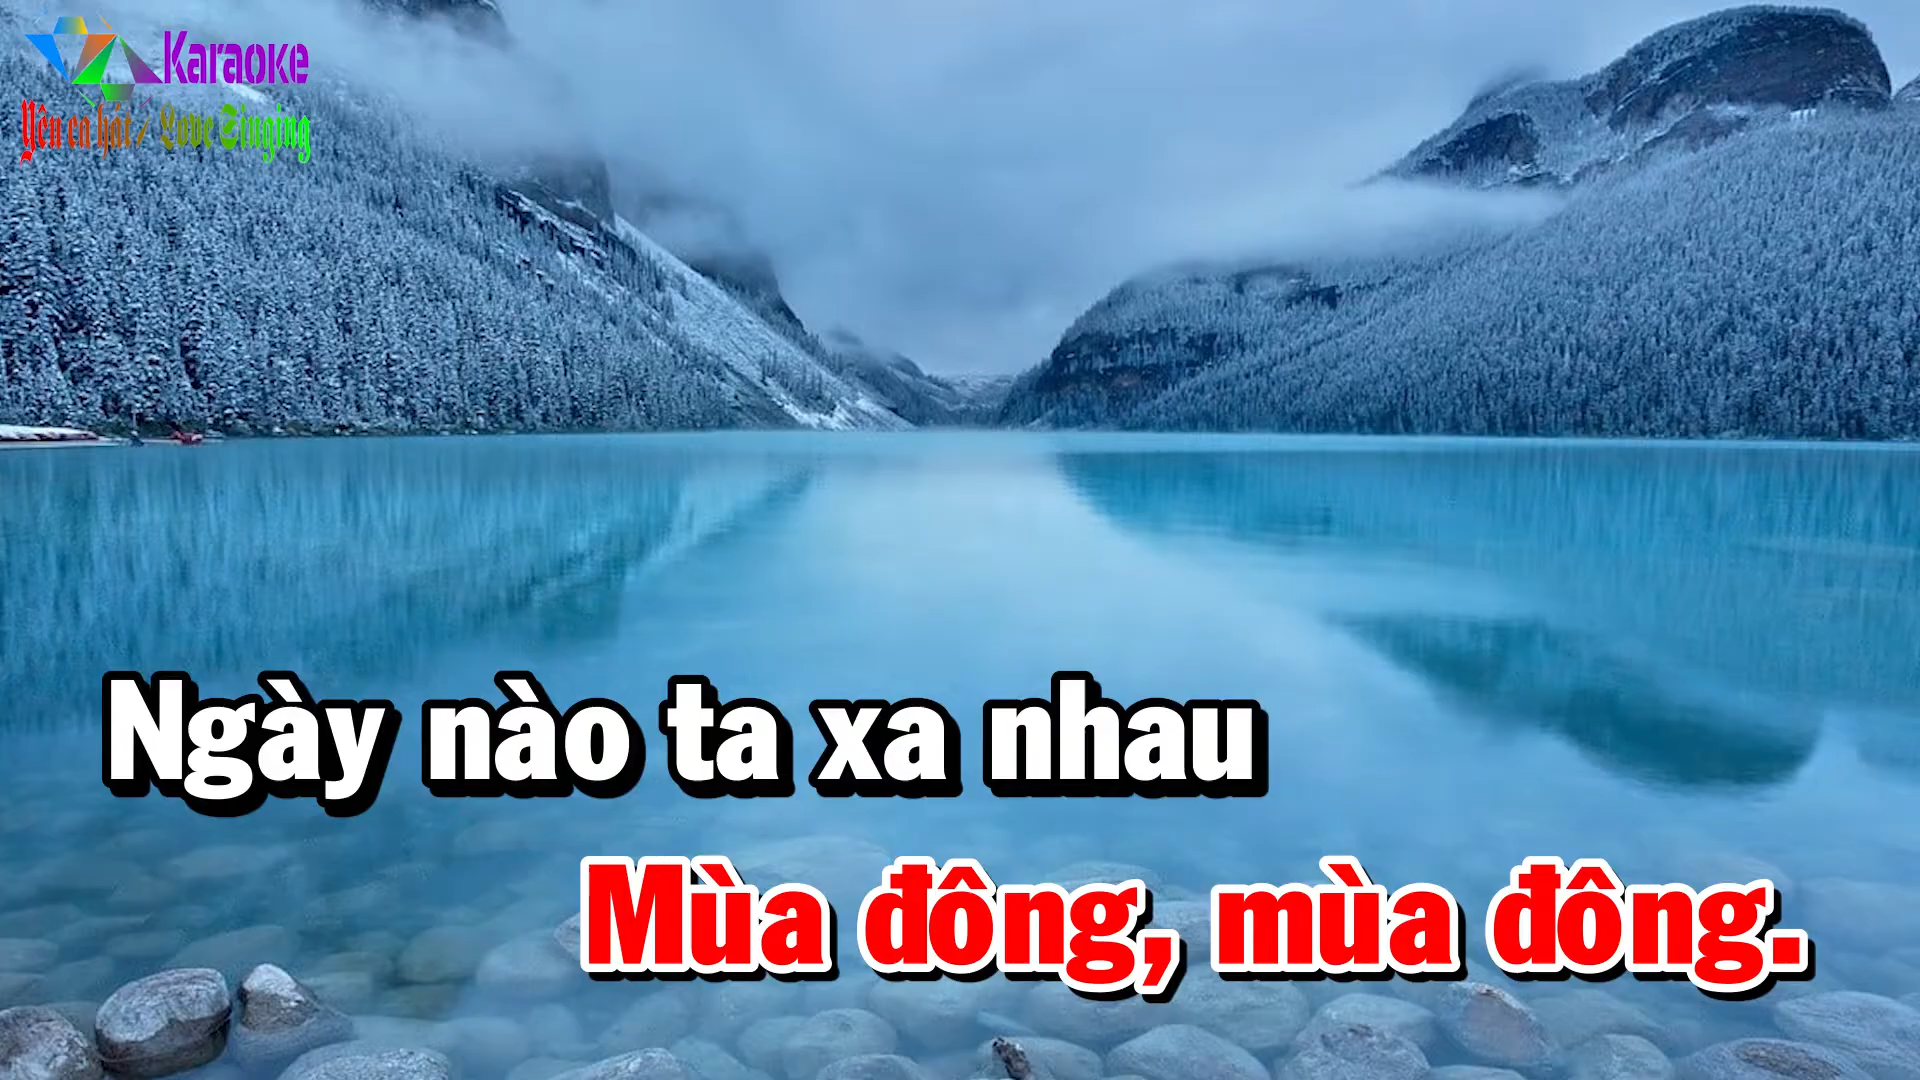 Karaoke
Yêu ca hát / Love Singing
Ngày nào ta xa nhau
Mùa đông, mùa đông.